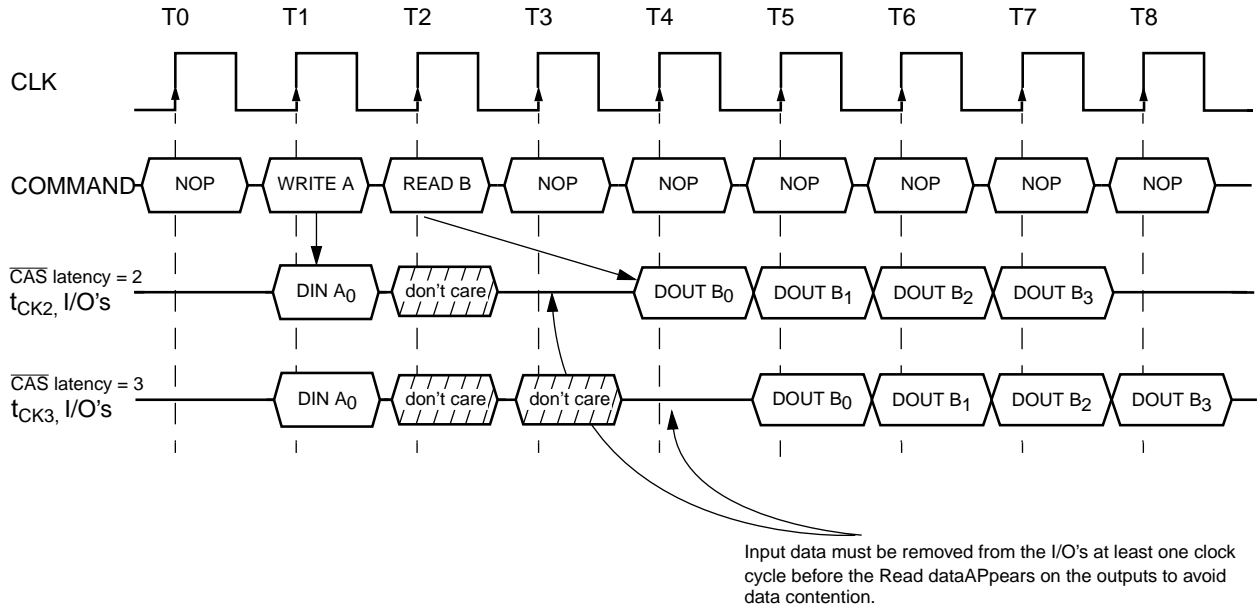 T0 T1 T2 T3 T4 T5 T6 T7 T8
CLK
COMMAND NOP WRITE A READ B NOP NOP NOP NOP NOP NOP
CAS latency = 2
tCK2, I/O's DIN A0 don't care DOUT B0 DOUT B1 DOUT B2 DOUT B3
CAS latency = 3
tCK3, I/O's DIN A0 don't care don't care DOUT B0 DOUT B1 DOUT B2 DOUT B3
Input data must be removed from the I/O's at least one clock
cycle before the Read dataAPpears on the outputs to avoid
data contention.